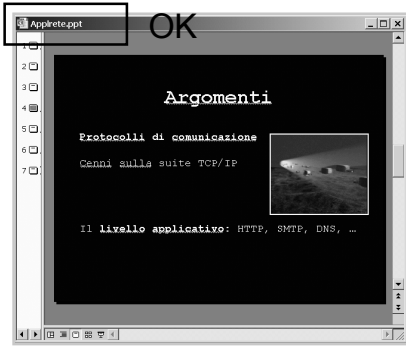 Applrete.ppt OK
1
2
3
4
5
6
7
Argomenti
Protocolli di comunicazione
Cenni sulla suite TCP/IP
Il livello applicativo: HTTP, SMTP, DNS, …